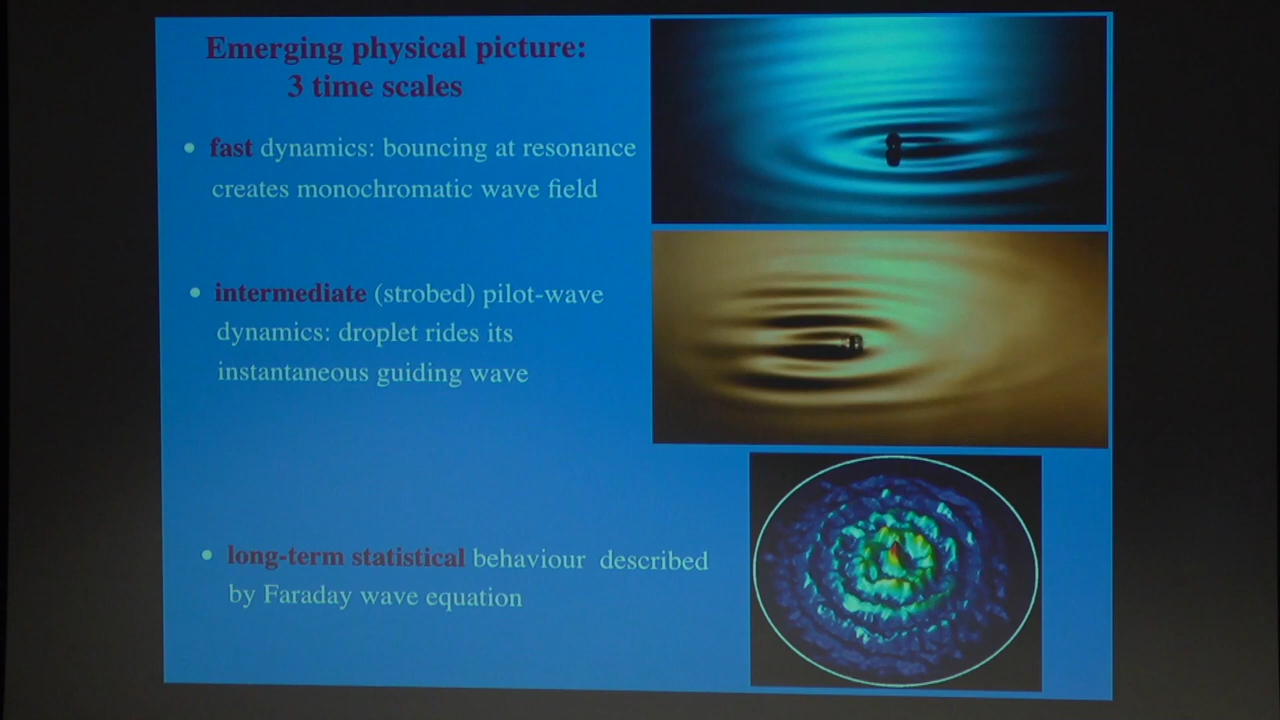 Emerging physical picture:
3 time scales
• fast dynamics: bouncing at resonance
creates monochromatic wave field
• intermediate (strobed) pilot-wave
dynamics: droplet rides its
instantaneous guiding wave
• long-term statistical behaviour described
by Faraday wave equation